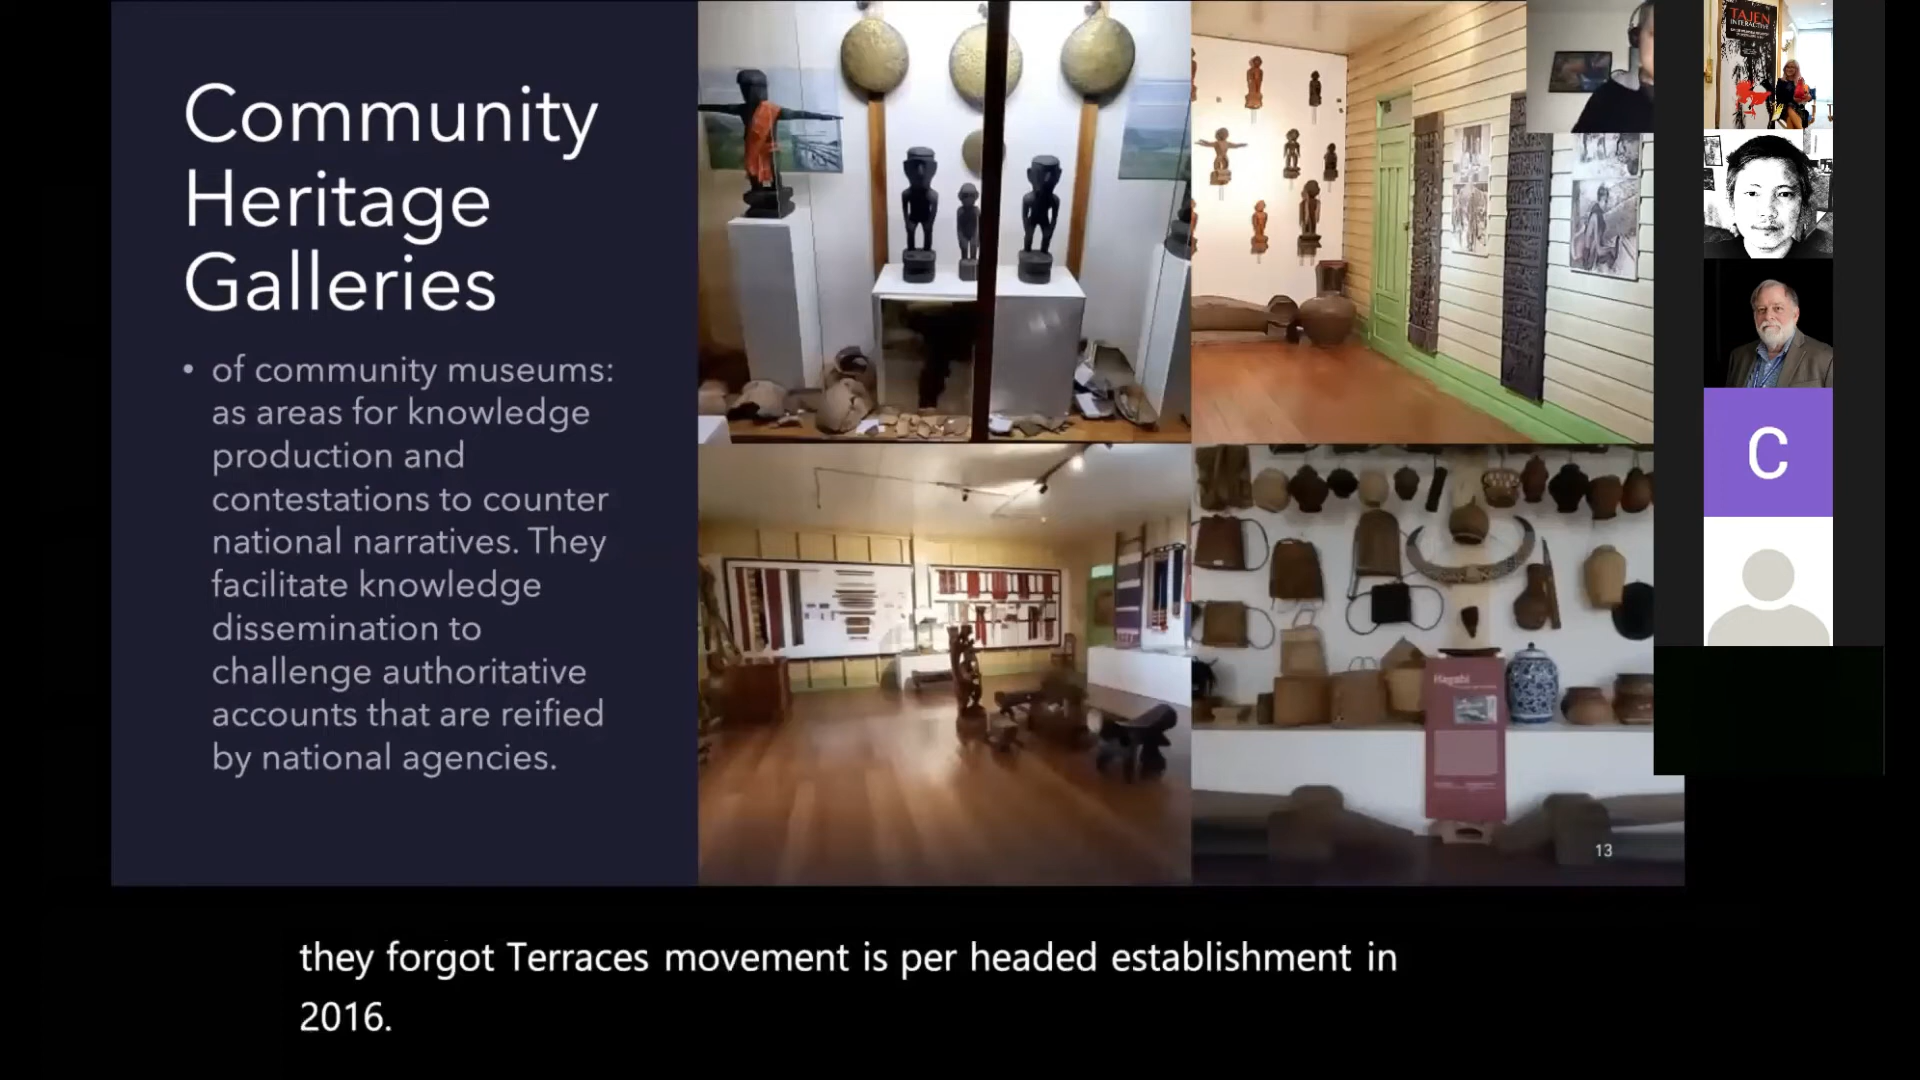 Community
Heritage
Galleries
• of community museums:
as areas for knowledge
production and
contestations to counter
national narratives. They
facilitate knowledge
dissemination to
challenge authoritative
accounts that are reified
by national agencies.
Hagabi
13
TAJEN
INTERACTIVE
C
they forgot Terraces movement is per headed establishment in
2016.